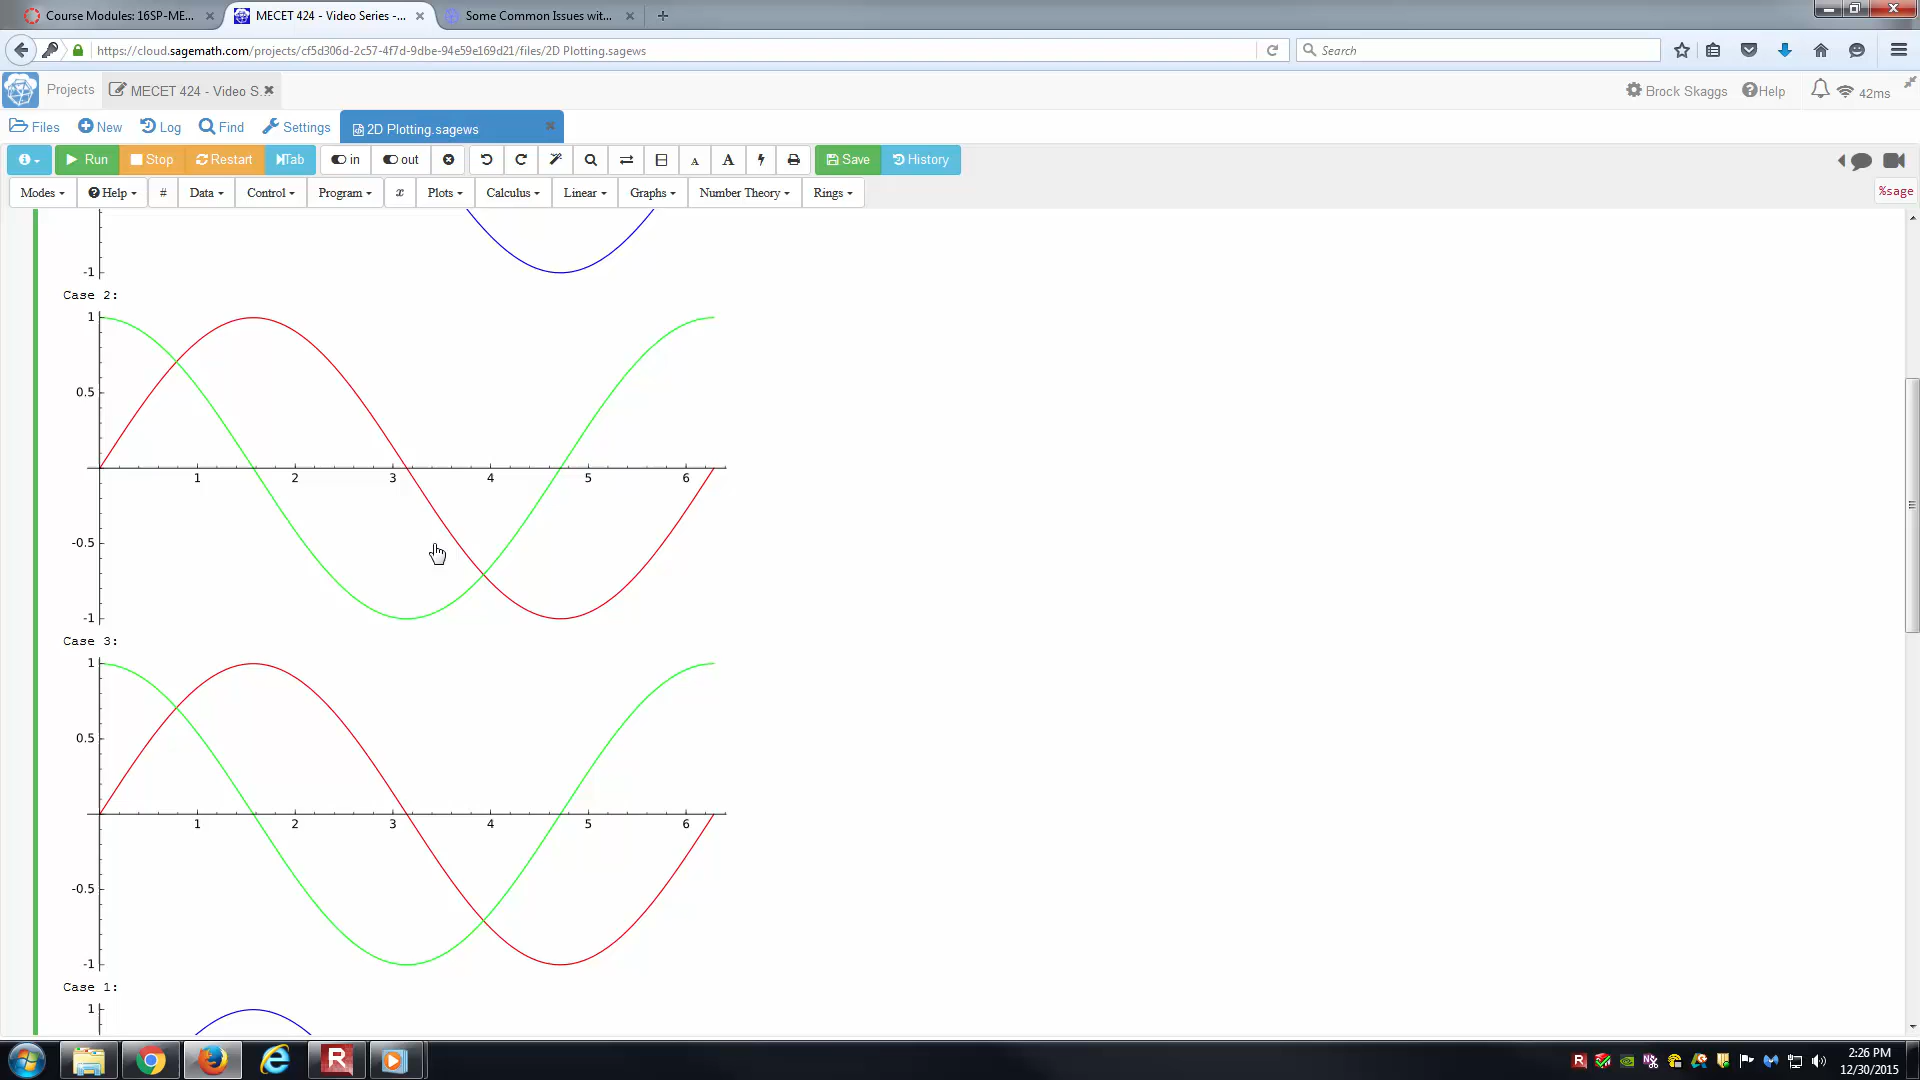 Course Modules: 16SP-ME...
MECET 424 - Video Series -...
Some Common Issues wit...
https://cloud.sagemath.com/projects/cf5d306d-2c57-4f7d-9dbe-94e59e169d21/files/2D Plotting.sagews
Search
Projects
MECET 424 - Video S...
Brock Skaggs
Help
42ms
Files
New
Log
Find
Settings
2D Plotting.sagews
Run
Stop
Restart
Tab
in
out
A
A
Save
History
Modes
Help
#
Data
Control
Program
x
Plots
Calculus
Linear
Graphs
Number Theory
Rings
%sage
-1
Case 2:
1
0.5
1 2 3 4 5 6
-0.5
-1
Case 3:
1
0.5
1 2 3 4 5 6
-0.5
-1
Case 1:
1
2:26 PM
12/30/2015